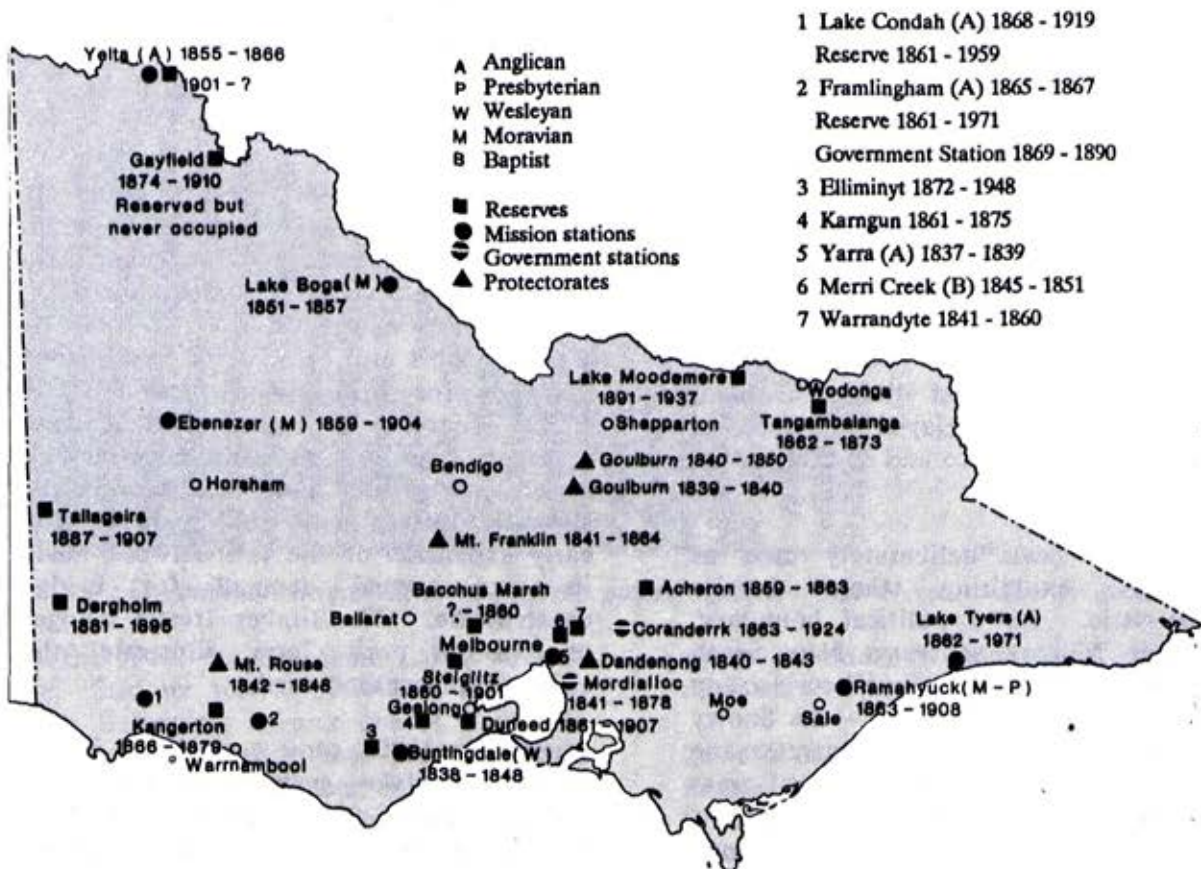 Yelta (A) 1855 - 1866
1901 - ?
Gayfield
1874 - 1910
Reserved but
never occupied
Lake Boga (M)
1851 - 1857
A Anglican
P Presbyterian
W Wesleyan
M Moravian
B Baptist
Reserves
Mission stations
Government stations
Protectorates
1 Lake Condah (A) 1868 - 1919
Reserve 1861 - 1959
2 Framlingham (A) 1865 - 1867
Reserve 1861 - 1971
Government Station 1869 - 1890
3 Elliminyt 1872 - 1948
4 Karngun 1861 - 1875
5 Yarra (A) 1837 - 1839
6 Merri Creek (B) 1845 - 1851
7 Warrandyte 1841 - 1860
Lake Moodemere
1891 - 1937
Wodonga
Tangambalanga
1862 - 1873
Shepparton
Ebenezer (M) 1859 - 1904
Goulburn 1840 - 1850
Bendigo
Goulburn 1839 - 1840
Horsham
Tallageira
1887 - 1907
Mt. Franklin 1841 - 1864
Acheron 1859 - 1863
Dergholm
1881 - 1895
Ballarat
Bacchus Marsh
? - 1860
7
Coranderrk 1863 - 1924
Lake Tyers (A)
1862 - 1971
Melbourne
Mt. Rouse
1842 - 1848
Dandenong 1840 - 1843
Steiglitz
1860 - 1901
Mordialloc
1841 - 1878
Ramahyuck (M - P)
1863 - 1908
1
2
Kangerton
1866 - 1879
Warrnambool
Geelong
4
Duneed 1861 - 1907
Moe
Sale
3
Buntingdale (W)
1838 - 1848